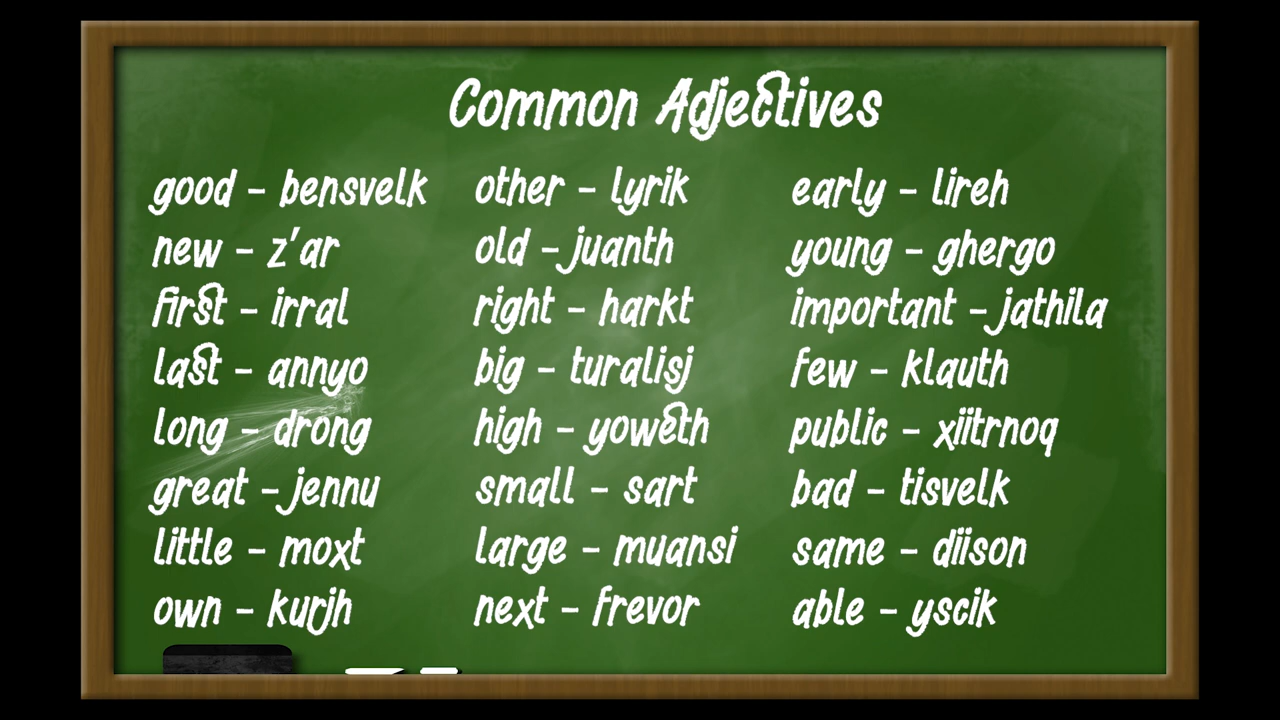 Common Adjectives
good – bensvelk
new – z'ar
first – irral
last – annyo
long – drong
great – jennu
little – moxt
own – kurjh
other – lyrik
old – juanth
right – harkt
big – turalisj
high – yoweth
small – sart
large – muansi
next – frevor
early – lireh
young – ghergo
important – jathila
few – klauth
public – xiitrnoq
bad – tisvelk
same – diison
able – yscik